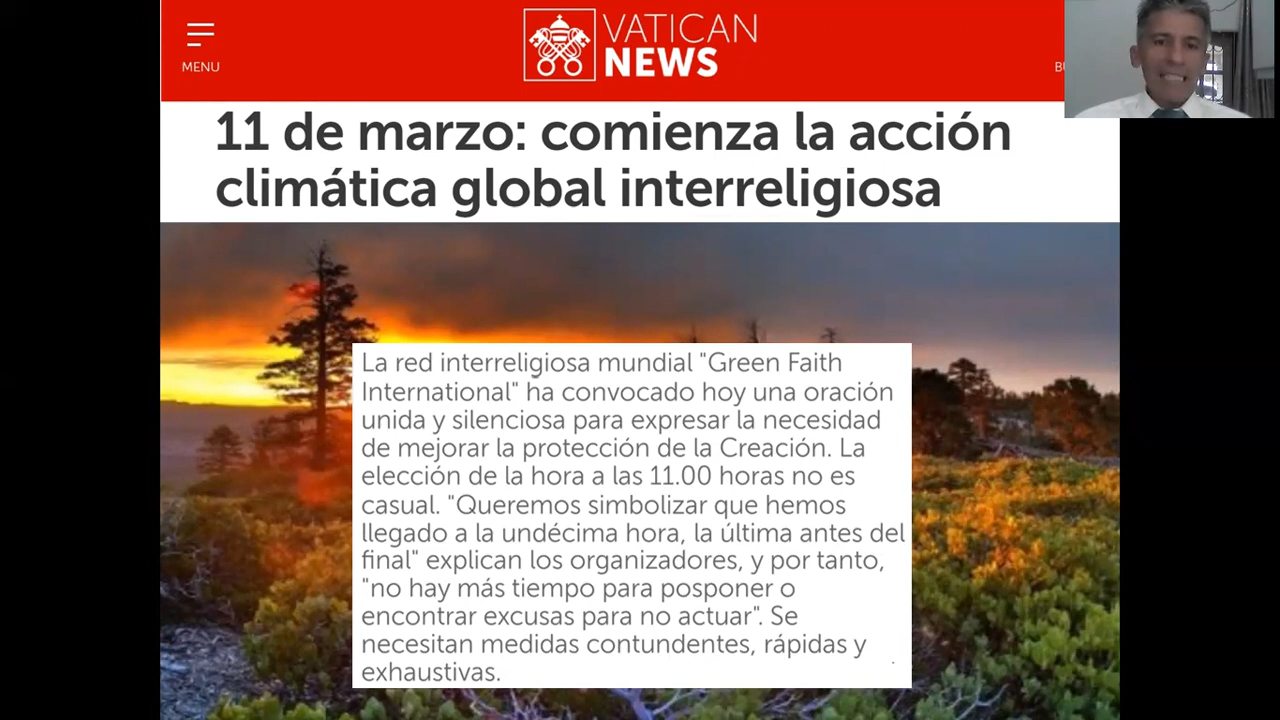 VATICAN
NEWS
MENU
11 de marzo: comienza la acción
climática global interreligiosa
La red interreligiosa mundial "Green Faith
International" ha convocado hoy una oración
unida y silenciosa para expresar la necesidad
de mejorar la protección de la Creación. La
elección de la hora a las 11.00 horas no es
casual. "Queremos simbolizar que hemos
llegado a la undécima hora, la última antes del
final" explican los organizadores, y por tanto,
"no hay más tiempo para posponer o
encontrar excusas para no actuar". Se
necesitan medidas contundentes, rápidas y
exhaustivas.